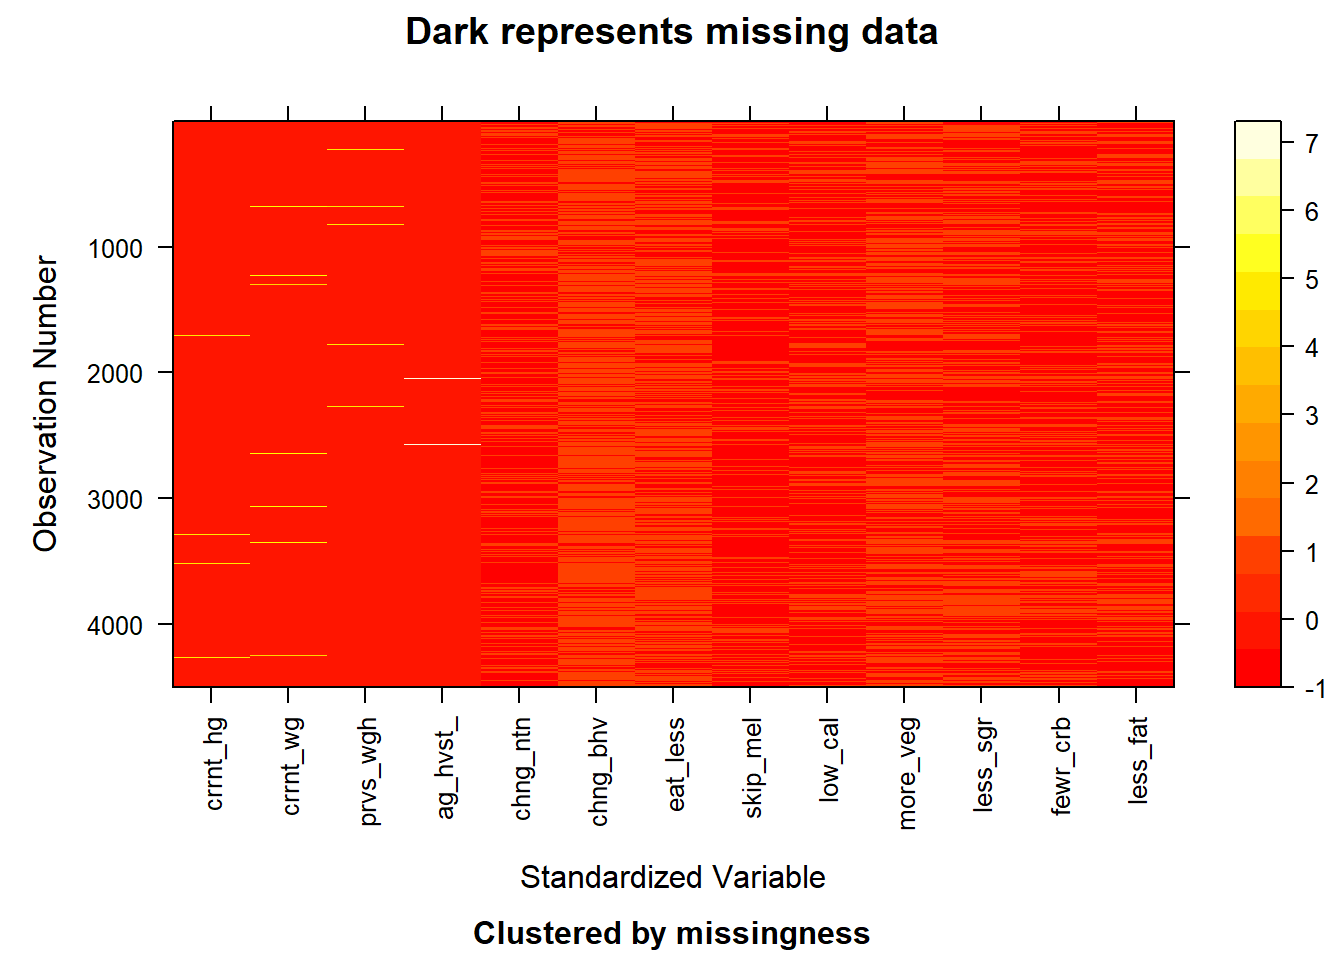 Dark represents missing data
Observation Number
1000
2000
3000
4000
7
6
5
4
3
2
1
0
-1
crrnt_hg
crrnt_wg
prvs_wgh
ag_hvst_
chng_ntn
chng_bhv
eat_less
skip_mel
low_cal
more_veg
less_sgr
fewr_crb
less_fat
Standardized Variable
Clustered by missingness